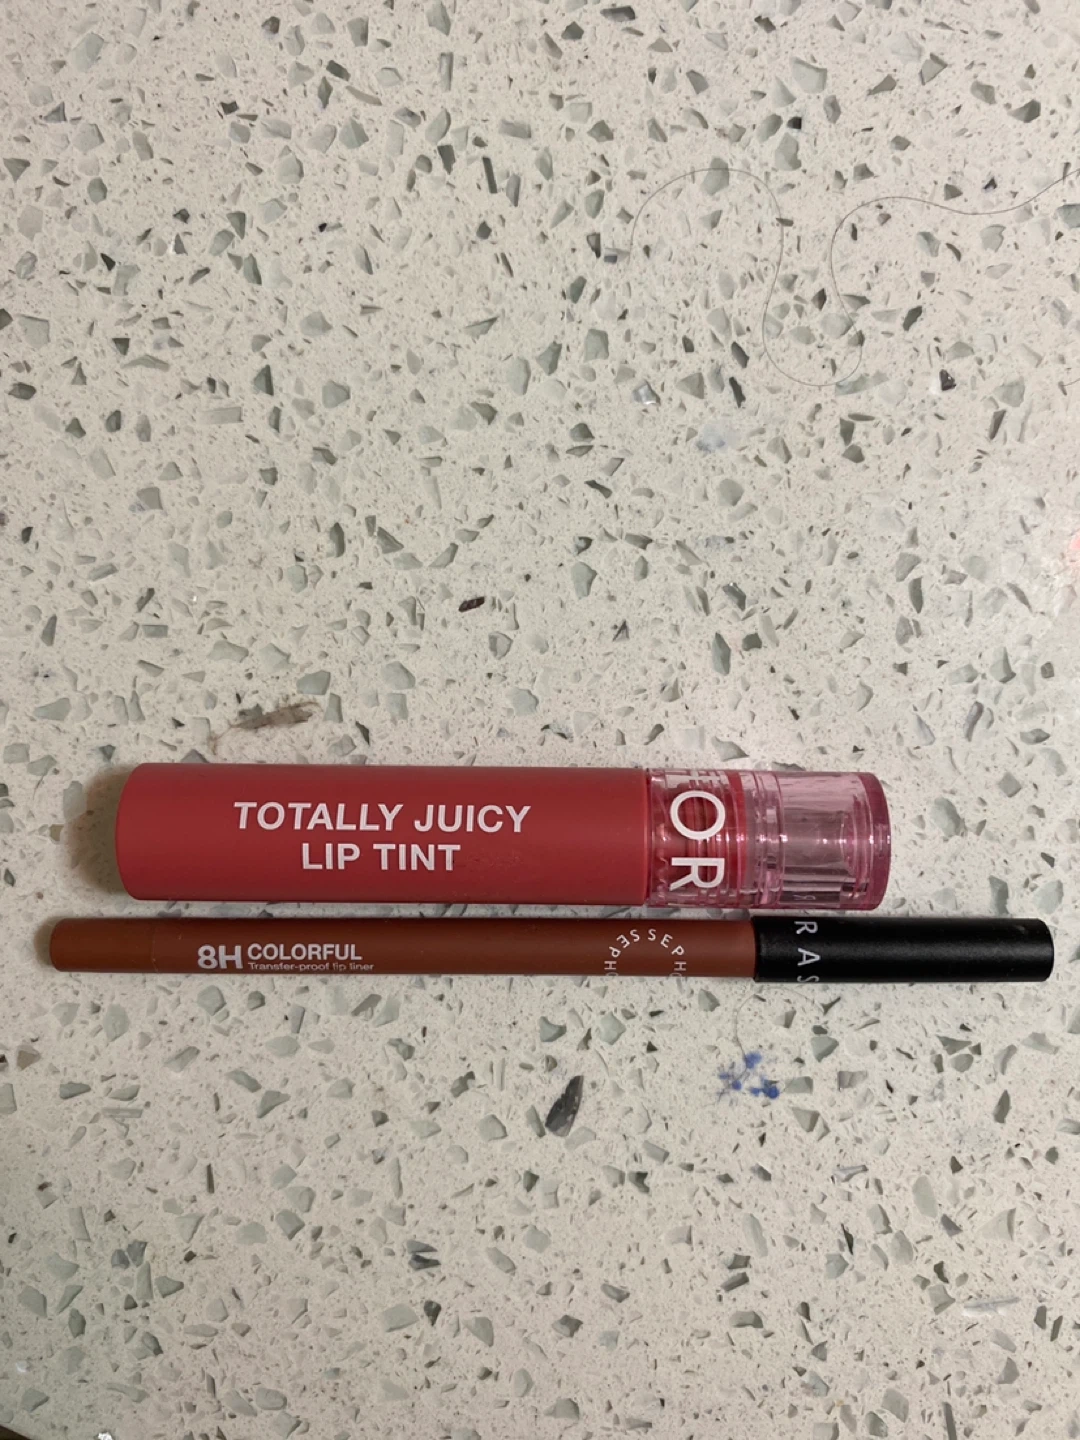 TOTALLY JUICY
LIP TINT
OR
8H COLORFUL
Transfer-proof lip liner
SEPH
RAS